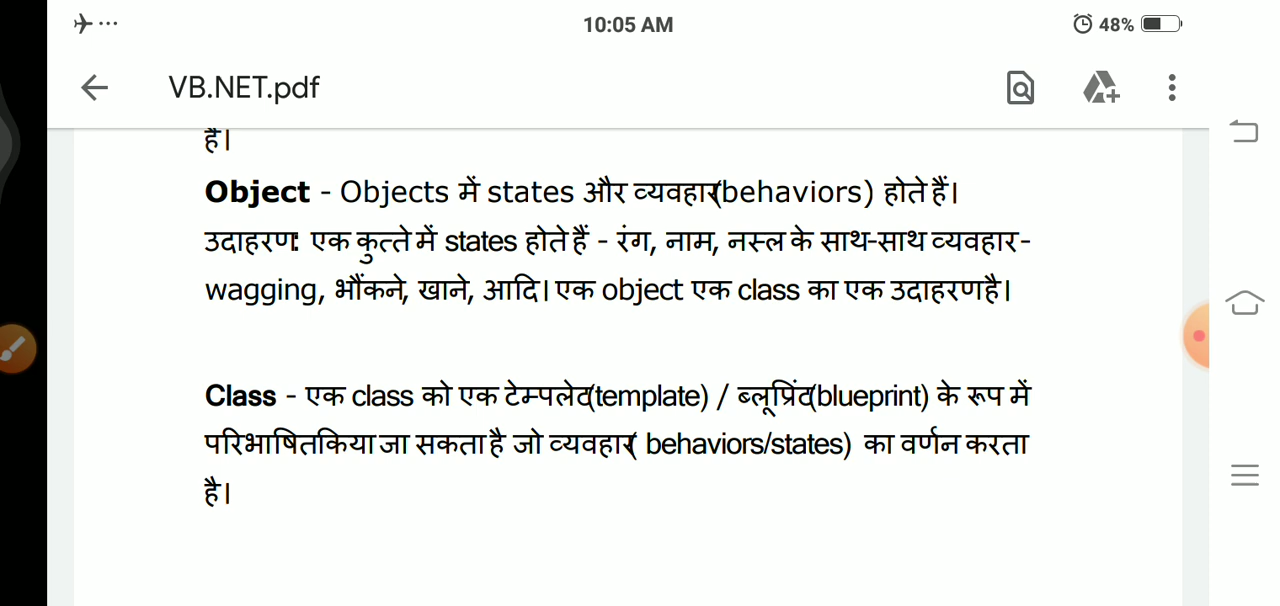 10:05 AM
48%
VB.NET.pdf
है।
Object - Objects में states और व्यवहार(behaviors) होते हैं।
उदाहरण: एक कुत्ते में states होते हैं - रंग, नाम, नस्ल के साथ-साथ व्यवहार-
wagging, भौंकने, खाने, आदि। एक object एक class का एक उदाहरण है।
Class - एक class को एक टेम्पलेट(template) / ब्लूप्रिंट(blueprint) के रूप में
परिभाषित किया जा सकता है जो व्यवहार( behaviors/states) का वर्णन करता
है।